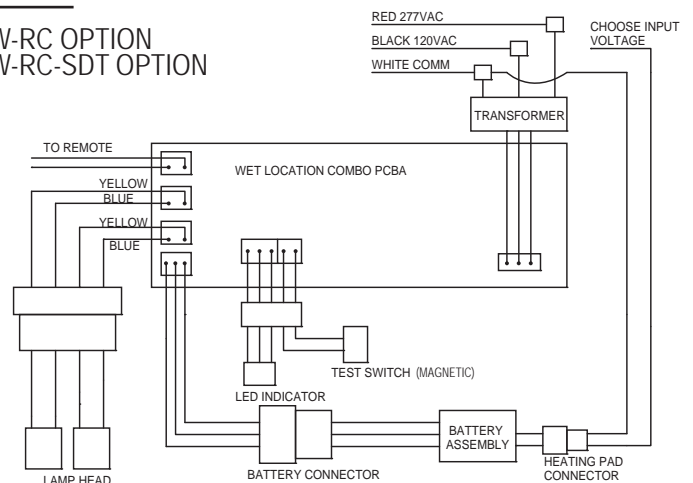 W-RC OPTION
W-RC-SDT OPTION
RED 277VAC
BLACK 120VAC
WHITE COMM
CHOOSE INPUT
VOLTAGE
TRANSFORMER
TO REMOTE
WET LOCATION COMBO PCBA
YELLOW
BLUE
YELLOW
BLUE
TEST SWITCH (MAGNETIC)
LED INDICATOR
BATTERY
ASSEMBLY
HEATING PAD
CONNECTOR
BATTERY CONNECTOR
LAMP HEAD